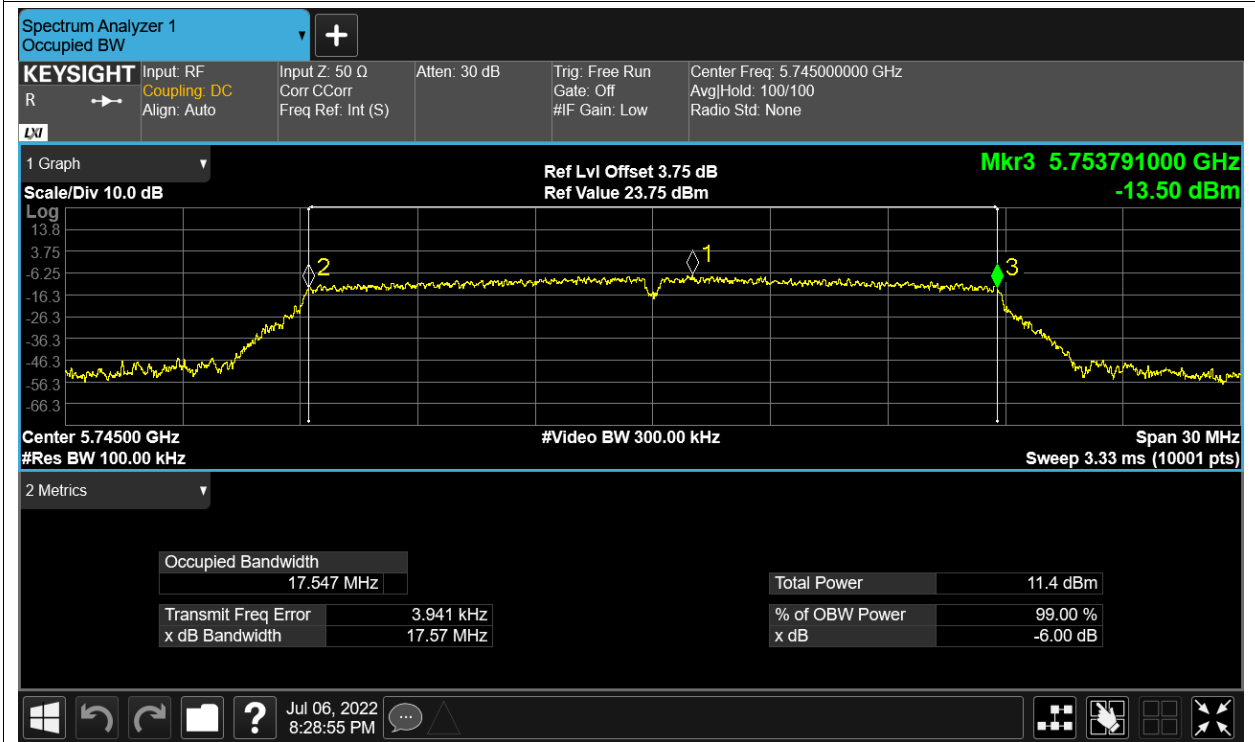 Spectrum Analyzer 1
Occupied BW
KEYSIGHT
R
LXI
Input: RF
Coupling: DC
Align: Auto
Input Z: 50 Ω
Corr CCorr
Freq Ref: Int (S)
Atten: 30 dB
Trig: Free Run
Gate: Off
#IF Gain: Low
Center Freq: 5.745000000 GHz
Avg|Hold: 100/100
Radio Std: None
1 Graph
Scale/Div 10.0 dB
Ref Lvl Offset 3.75 dB
Ref Value 23.75 dBm
Mkr3 5.753791000 GHz
-13.50 dBm
Log
13.8
3.75
-6.25
-16.3
-26.3
-36.3
-46.3
-56.3
-66.3
2
1
3
Center 5.74500 GHz
#Video BW 300.00 kHz
Span 30 MHz
#Res BW 100.00 kHz
Sweep 3.33 ms (10001 pts)
2 Metrics
Occupied Bandwidth
17.547 MHz
Total Power 11.4 dBm
Transmit Freq Error 3.941 kHz
% of OBW Power 99.00 %
x dB Bandwidth 17.57 MHz
x dB -6.00 dB
?
Jul 06, 2022
8:28:55 PM